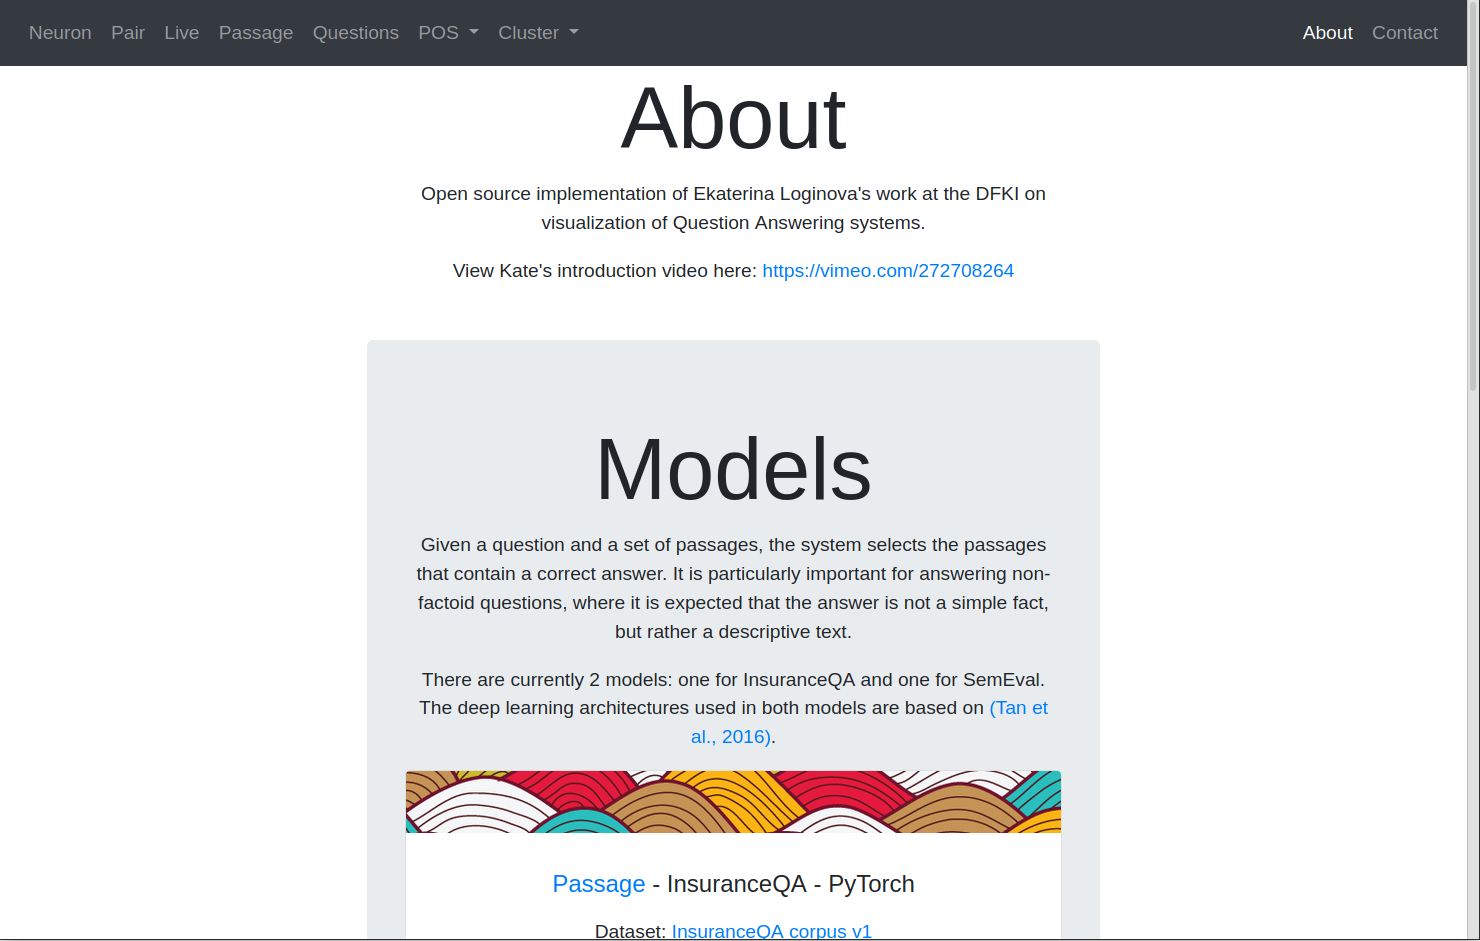 Neuron Pair Live Passage Questions POS Cluster About Contact
About
Open source implementation of Ekaterina Loginova's work at the DFKI on
visualization of Question Answering systems.
View Kate's introduction video here: https://vimeo.com/272708264
Models
Given a question and a set of passages, the system selects the passages
that contain a correct answer. It is particularly important for answering non-
factoid questions, where it is expected that the answer is not a simple fact,
but rather a descriptive text.
There are currently 2 models: one for InsuranceQA and one for SemEval.
The deep learning architectures used in both models are based on (Tan et
al., 2016).
Passage - InsuranceQA - PyTorch
Dataset: InsuranceQA corpus v1